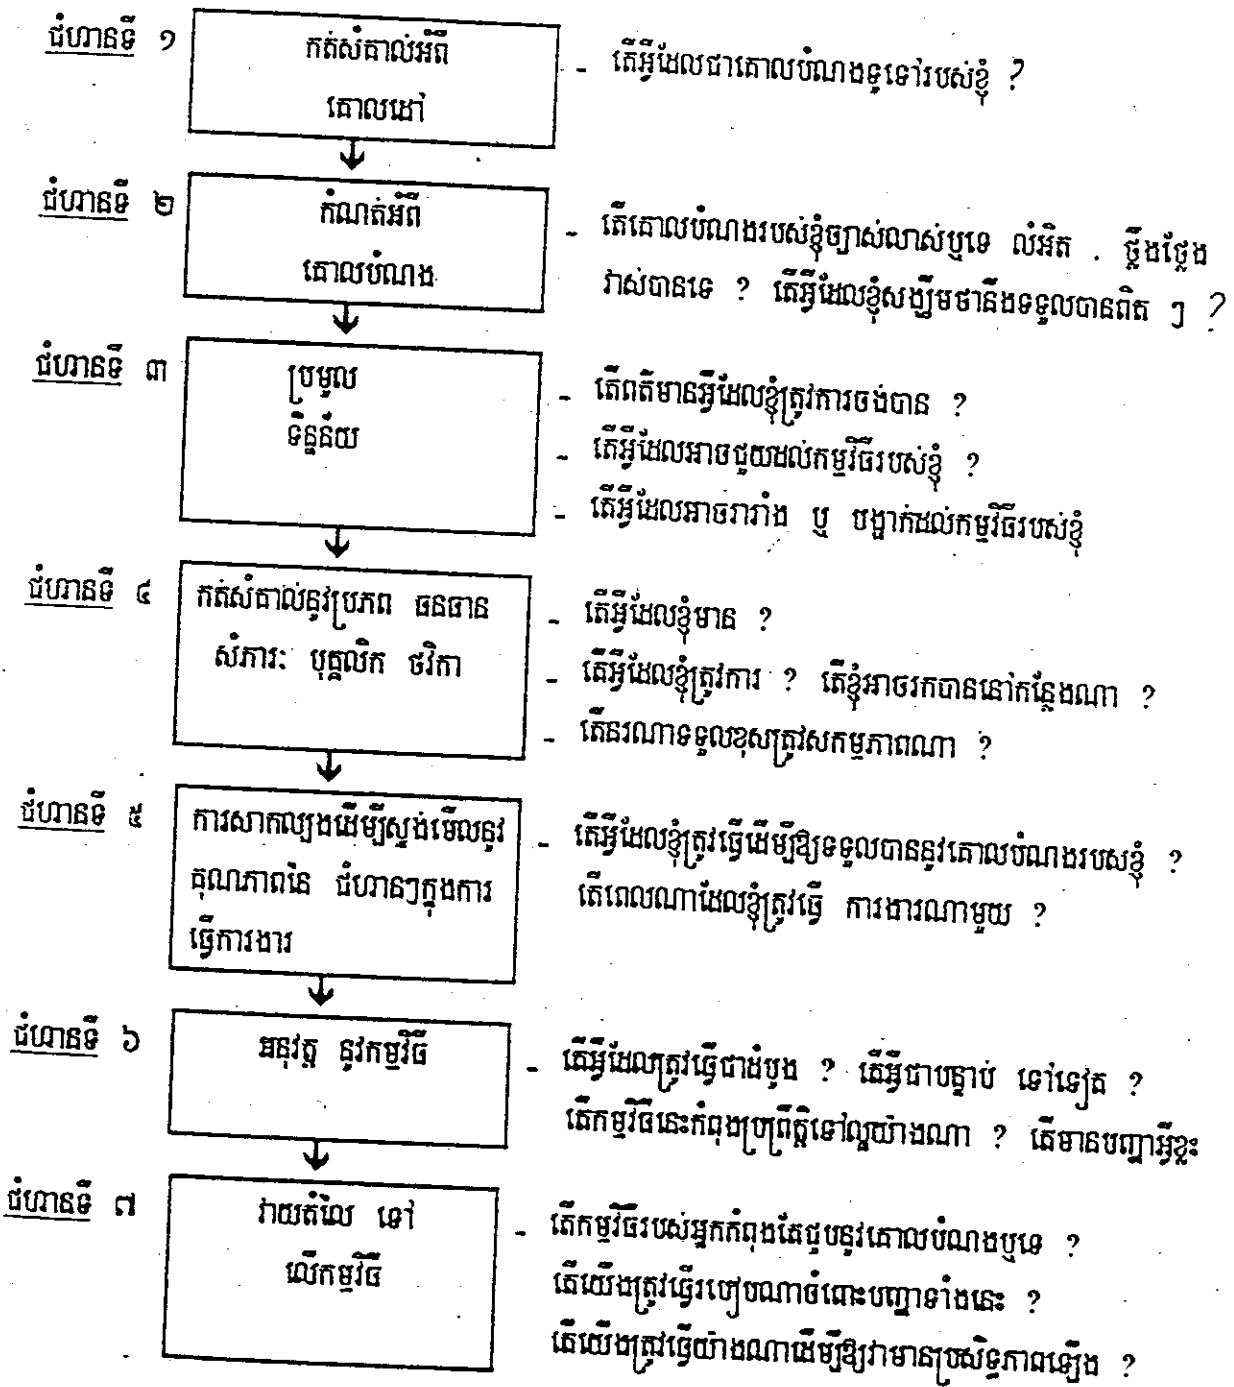 ជំហានទី ១
កត់សំគាល់អំពី
គោលដៅ
- តើអ្វីដែលជាគោលបំណងទូទៅរបស់ខ្ញុំ ?
ជំហានទី ២
កំណត់អំពី
គោលបំណង
- តើគោលបំណងរបស់ខ្ញុំច្បាស់លាស់ឬទេ លំអិត . ថ្លឹងថ្លែង
វាស់បានទេ ? តើអ្វីដែលខ្ញុំសង្ឃឹមថានឹងទទួលបានពិត ៗ ?
ជំហានទី ៣
ប្រមូល
ទិន្នន័យ
- តើពត៌មានអ្វីដែលខ្ញុំត្រូវការចង់បាន ?
- តើអ្វីដែលអាចជួយដល់កម្មវិធីរបស់ខ្ញុំ ?
- តើអ្វីដែលអាចរារាំង ឬ បង្អាក់ដល់កម្មវិធីរបស់ខ្ញុំ
ជំហានទី ៤
កត់សំគាល់នូវប្រភព ធនធាន
សំភារៈ បុគ្គលិក ថវិកា
- តើអ្វីដែលខ្ញុំមាន ?
- តើអ្វីដែលខ្ញុំត្រូវការ ? តើខ្ញុំអាចរកបាននៅកន្លែងណា ?
- តើនរណាទទួលខុសត្រូវសកម្មភាពណា ?
ជំហានទី ៥
ការសាកល្បងដើម្បីស្ទង់មើលនូវ
គុណភាពនៃ ជំហានៗក្នុងការ
ធ្វើការងារ
- តើអ្វីដែលខ្ញុំត្រូវធ្វើដើម្បីឱ្យទទួលបាននូវគោលបំណងរបសខ្ញុំ ?
តើពេលណាដែលខ្ញុំត្រូវធ្វើ ការងារណាមួយ ?
ជំហានទី ៦
អនុវត្ត នូវកម្មវិធី
- តើអ្វីដែលត្រូវធ្វើជាដំបូង ? តើអ្វីជាបន្ទាប់ ទៅទៀត ?
តើកម្មវិធីនេះកំពុងប្រព្រឹត្តិទៅល្អយ៉ាងណា ? តើមានបញ្ហាអ្វីខ្លះ
ជំហានទី ៧
វាយតំលៃ ទៅ
លើកម្មវិធី
- តើកម្មវិធីរបស់អ្នកកំពុងតែជួបនូវគោលបំណងឬទេ ?
តើយើងត្រូវធ្វើរបៀបណាចំពោះបញ្ហាទាំងនេះ ?
តើយើងត្រូវធ្វើយ៉ាងណាដើម្បីឱ្យវាមានប្រសិទ្ធភាពឡើង ?